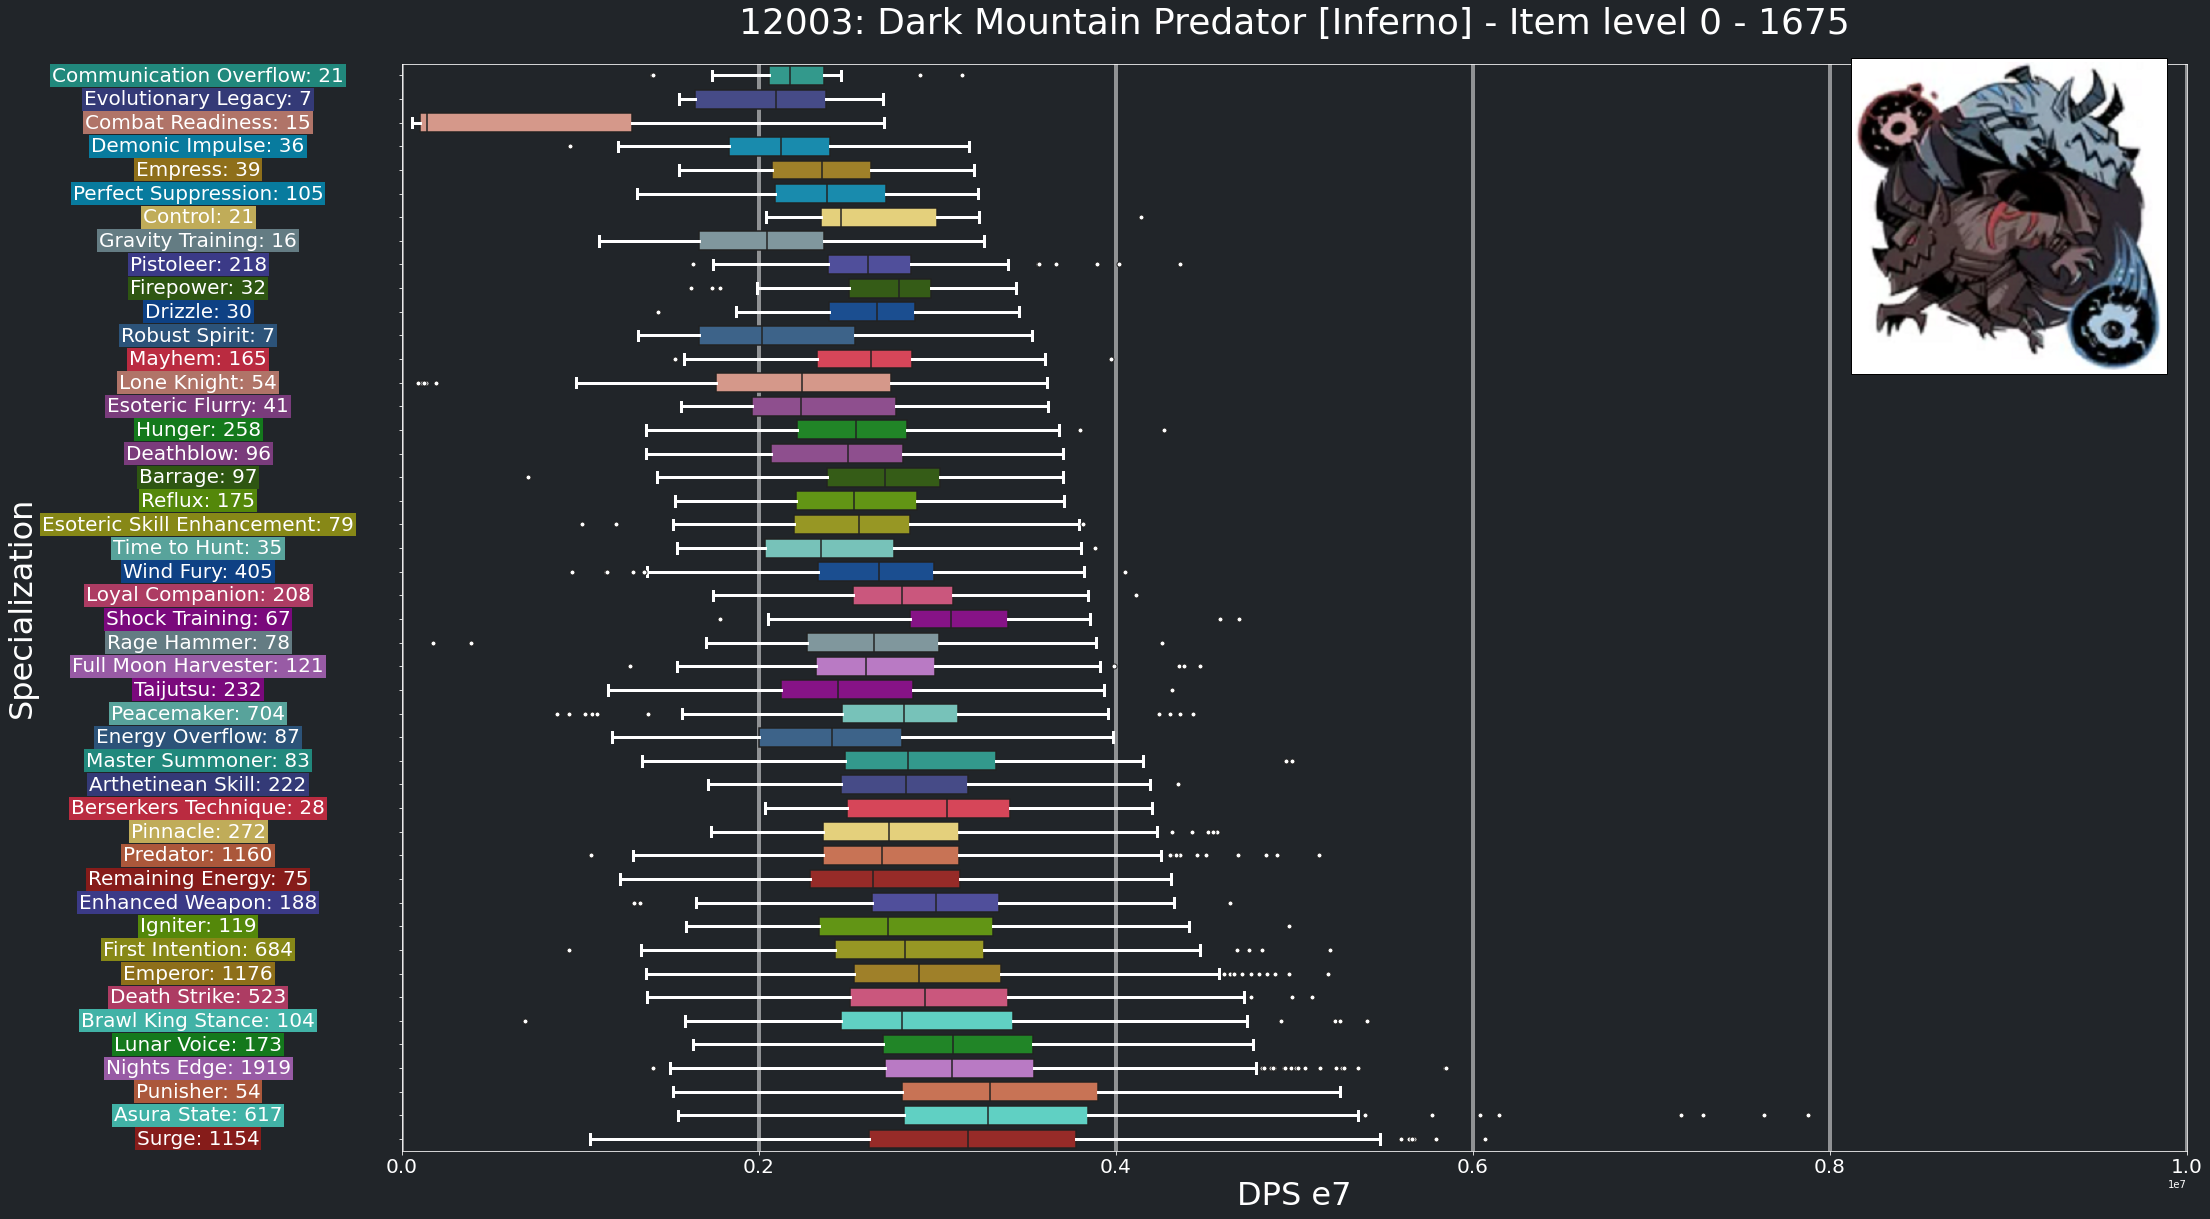 12003: Dark Mountain Predator [Inferno] - Item level 0 - 1675
Communication Overflow: 21
Evolutionary Legacy: 7
Combat Readiness: 15
Demonic Impulse: 36
Empress: 39
Perfect Suppression: 105
Control: 21
Gravity Training: 16
Pistoleer: 218
Firepower: 32
Drizzle: 30
Robust Spirit: 7
Mayhem: 165
Lone Knight: 54
Esoteric Flurry: 41
Hunger: 258
Deathblow: 96
Barrage: 97
Reflux: 175
Esoteric Skill Enhancement: 79
Time to Hunt: 35
Wind Fury: 405
Loyal Companion: 208
Shock Training: 67
Rage Hammer: 78
Full Moon Harvester: 121
Taijutsu: 232
Peacemaker: 704
Energy Overflow: 87
Master Summoner: 83
Arthetinean Skill: 222
Berserkers Technique: 28
Pinnacle: 272
Predator: 1160
Remaining Energy: 75
Enhanced Weapon: 188
Igniter: 119
First Intention: 684
Emperor: 1176
Death Strike: 523
Brawl King Stance: 104
Lunar Voice: 173
Nights Edge: 1919
Punisher: 54
Asura State: 617
Surge: 1154
Specialization
0.0 0.2 0.4 0.6 0.8 1.0
1e7
DPS e7